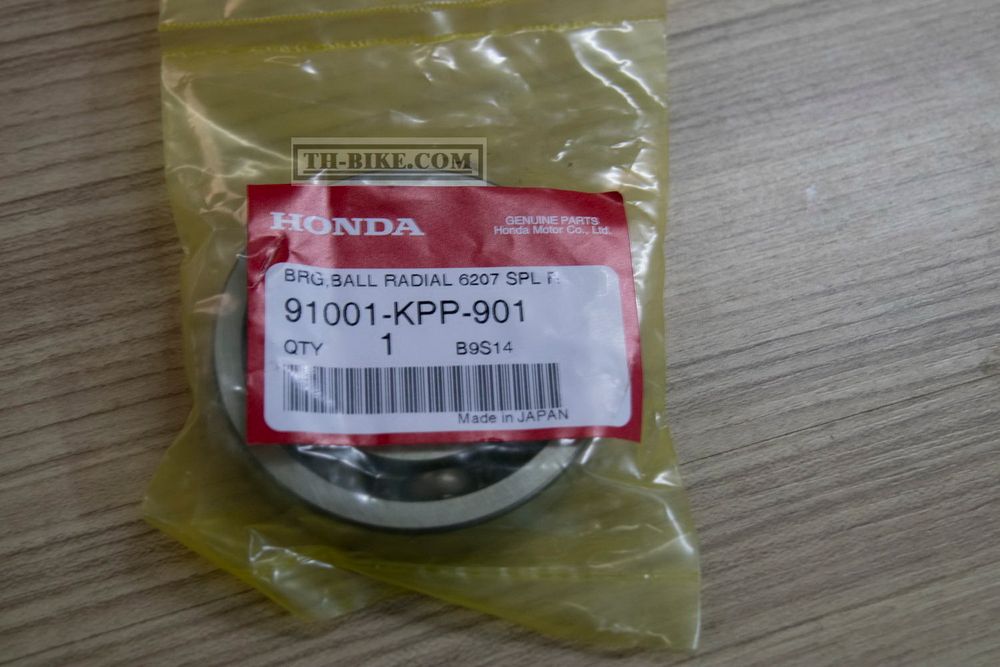 TH-BIKE.COM
HONDA
GENUINE PARTS
Honda Motor Co., Ltd.
BRG,BALL RADIAL 6207 SPL
91001-KPP-901
QTY 1 B9S14
Made in JAPAN